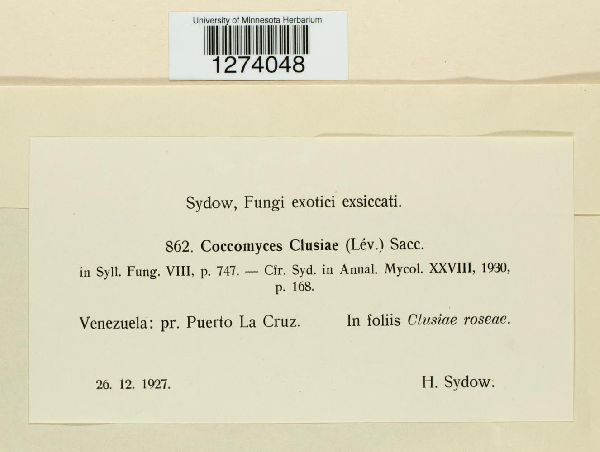 University of Minnesota Herbarium
1274048
Sydow, Fungi exotici exsiccati.
862. Coccomyces Clusiae (Lév.) Sacc.
in Syll. Fung. VIII, p. 747. — Cfr. Syd. in Annal. Mycol. XXVIII, 1930,
p. 168.
Venezuela: pr. Puerto La Cruz. In foliis Clusiae roseae.
26. 12. 1927. H. Sydow.